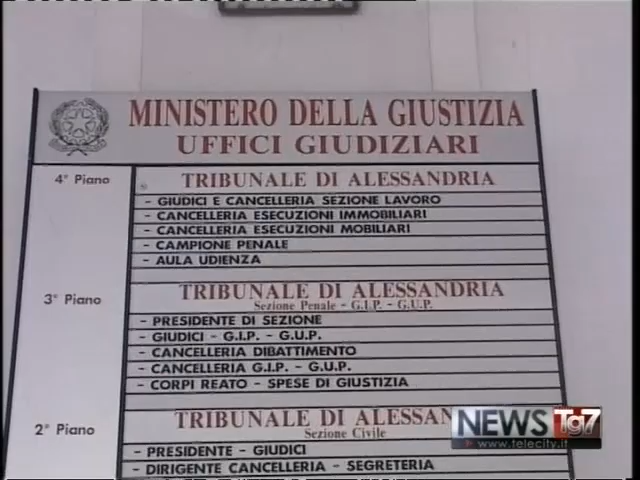 MINISTERO DELLA GIUSTIZIA
UFFICI GIUDIZIARI
4° Piano
TRIBUNALE DI ALESSANDRIA
- GIUDICI E CANCELLERIA SEZIONE LAVORO
- CANCELLERIA ESECUZIONI IMMOBILIARI
- CANCELLERIA ESECUZIONI MOBILIARI
- CAMPIONE PENALE
- AULA UDIENZA
3° Piano
TRIBUNALE DI ALESSANDRIA
Sezione Penale - G.I.P. - G.U.P.
- PRESIDENTE DI SEZIONE
- GIUDICI - G.I.P. - G.U.P.
- CANCELLERIA DIBATTIMENTO
- CANCELLERIA G.I.P. - G.U.P.
- CORPI REATO - SPESE DI GIUSTIZIA
2° Piano
TRIBUNALE DI ALESSAN
Sezione Civile
- PRESIDENTE - GIUDICI
- DIRIGENTE CANCELLERIA - SEGRETERIA
NEWS Tg7
www.telecity.it